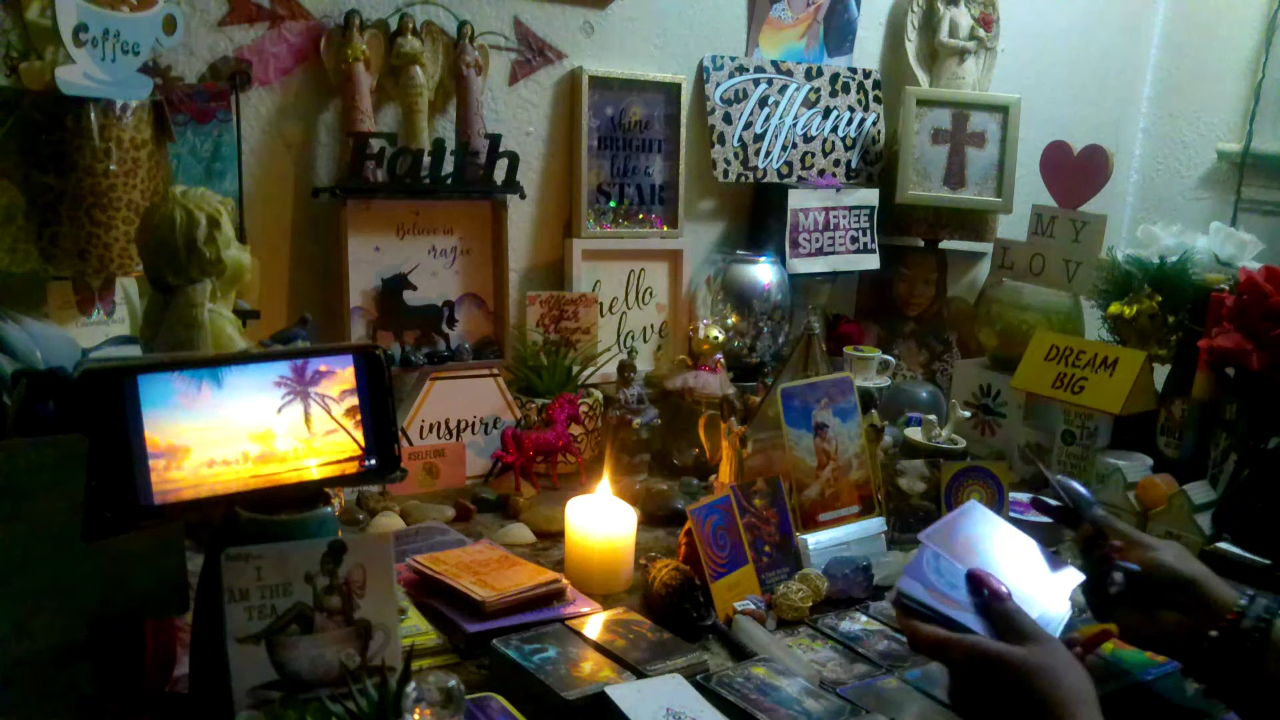 Coffee
Faith
Believe in
magic
Shine
BRIGHT
like a
STAR
Tiffany
MY FREE
SPEECH.
MY
LOV
hello
love
DREAM
BIG
inspire
#SELFLOVE
I
AM THE
TEA